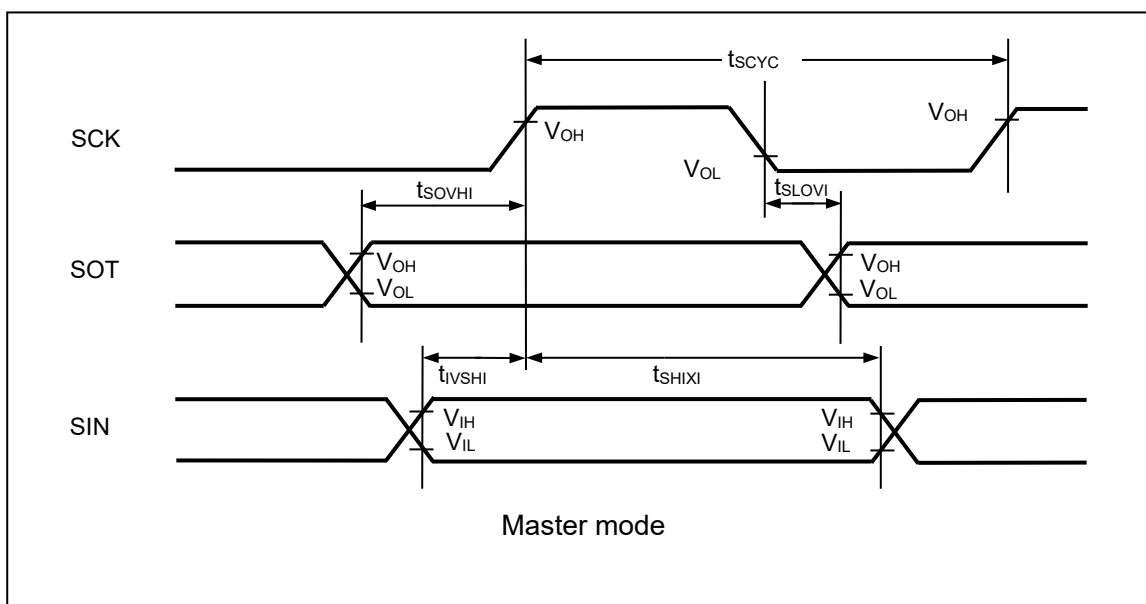 tSCYC
SCK
VOH
VOH
VOL
tSOVHI
tSLOVI
SOT
VOH
VOH
VOL
VOL
tIVSHI
tSHIXI
SIN
VIH
VIH
VIL
VIL
Master mode